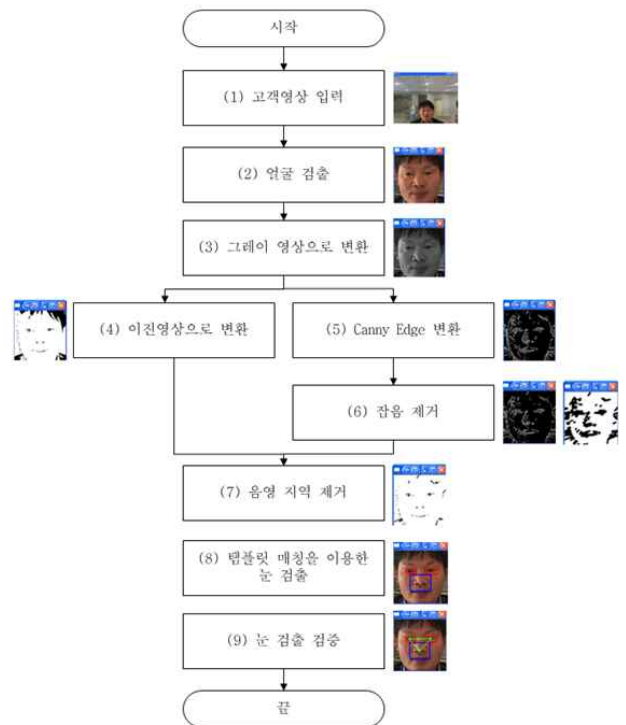 시작
(1) 고객영상 입력
(2) 얼굴 검출
(3) 그레이 영상으로 변환
(4) 이진영상으로 변환
(5) Canny Edge 변환
(6) 잡음 제거
(7) 음영 지역 제거
(8) 템플릿 매칭을 이용한
눈 검출
(9) 눈 검출 검증
끝